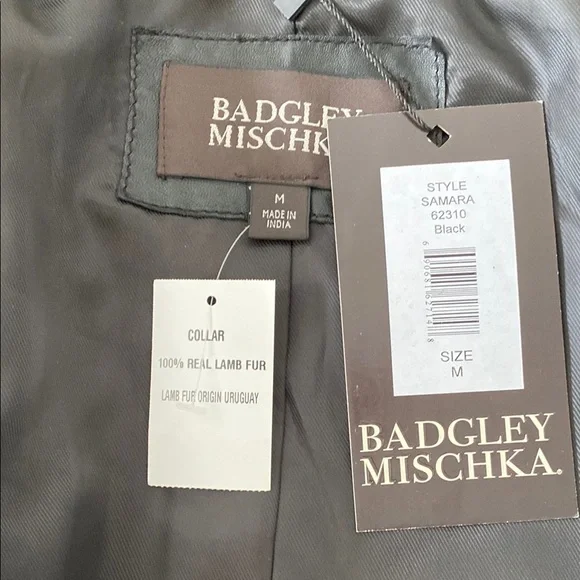 BADGLEY
MISCHK
M
MADE IN
INDIA
COLLAR
100% REAL LAMB FUR
LAMB FUR ORIGIN URUGUAY
STYLE
SAMARA
62310
Black
SIZE
M
BADGLEY
MISCHKA